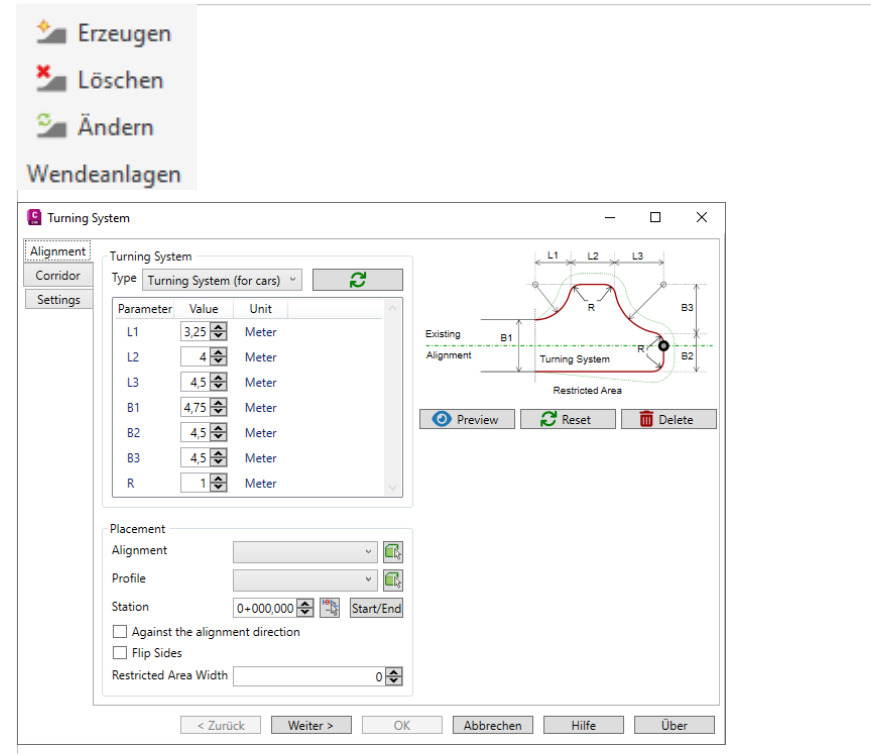 Erzeugen
Löschen
Ändern
Wendeanlagen
Turning System
Alignment
Corridor
Settings
Turning System
Type Turning System (for cars)
Parameter Value Unit
L1 3,25 Meter
L2 4 Meter
L3 4,5 Meter
B1 4,75 Meter
B2 4,5 Meter
B3 4,5 Meter
R 1 Meter
L1 L2 L3
R B3
Existing B1
Alignment Turning System R B2
Restricted Area
Preview Reset Delete
Placement
Alignment
Profile
Station 0+000,000 Start/End
Against the alignment direction
Flip Sides
Restricted Area Width 0
< Zurück Weiter > OK Abbrechen Hilfe Über